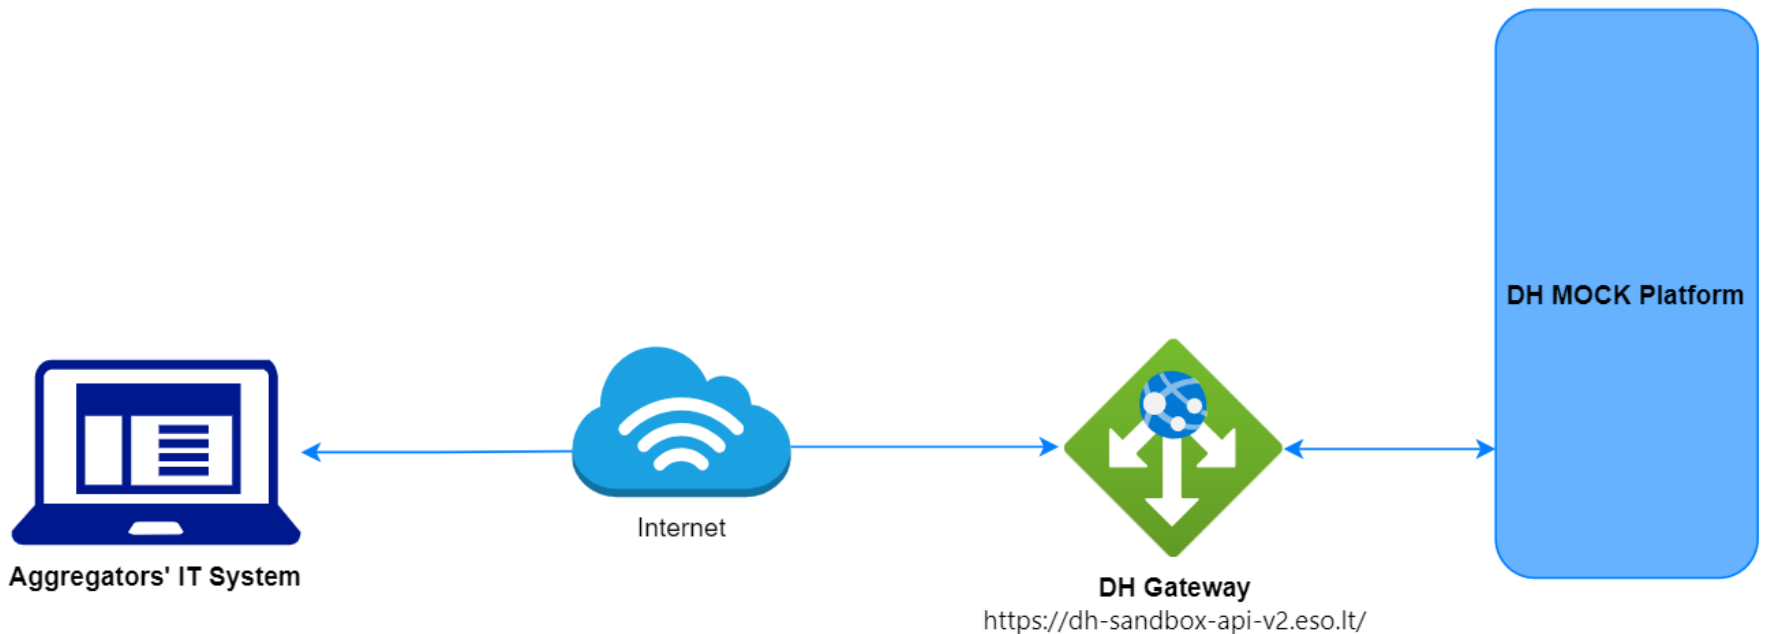 DH MOCK Platform
Internet
Aggregators' IT System
DH Gateway
https://dh-sandbox-api-v2.eso.lt/